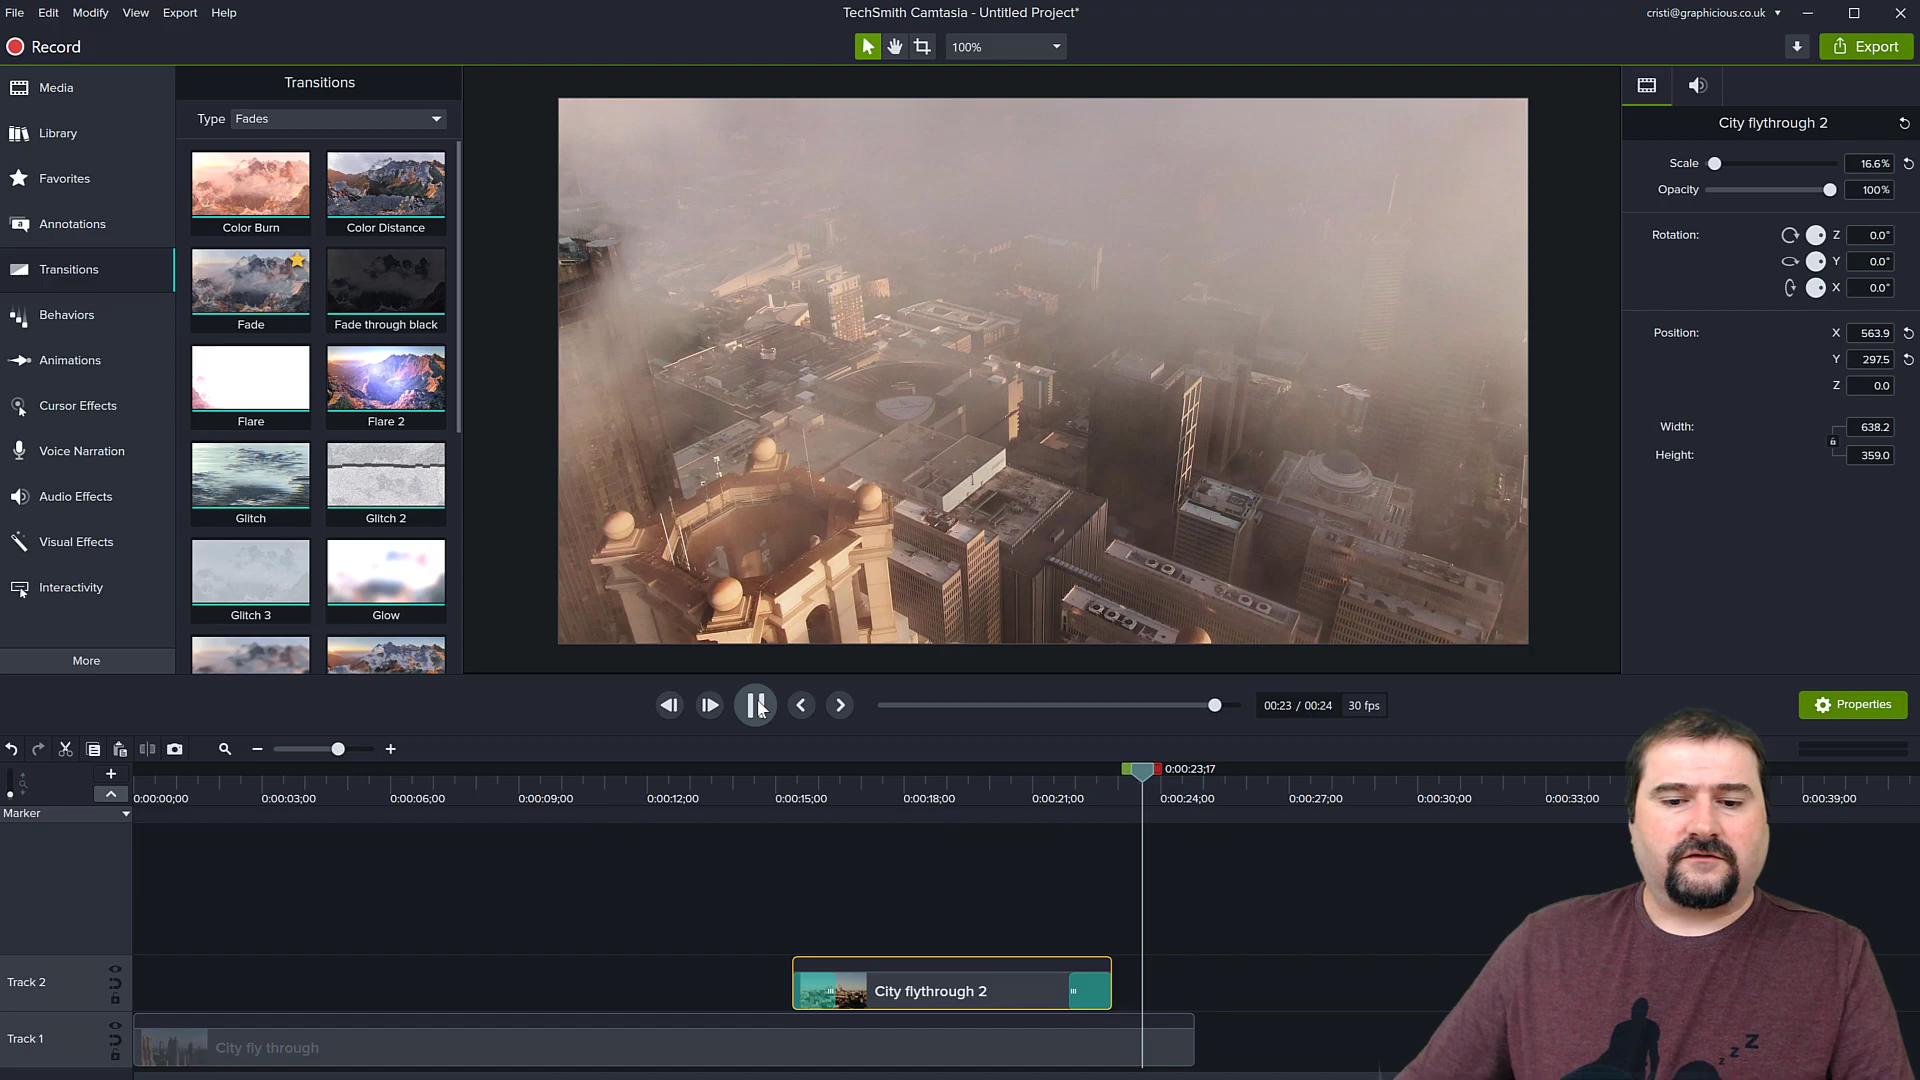 File Edit Modify View Export Help
TechSmith Camtasia - Untitled Project*
cristi@graphicious.co.uk
Record
100%
Export
Media
Library
Favorites
Annotations
Transitions
Behaviors
Animations
Cursor Effects
Voice Narration
Audio Effects
Visual Effects
Interactivity
More
Transitions
Type Fades
Color Burn Color Distance
Fade Fade through black
Flare Flare 2
Glitch Glitch 2
Glitch 3 Glow
City flythrough 2
Scale 16.6%
Opacity 100%
Rotation: Z 0.0°
Y 0.0°
X 0.0°
Position: X 563.9
Y 297.5
Z 0.0
Width: 638.2
Height: 359.0
00:23 / 00:24 30 fps
Properties
0:00:23;17
0:00:00;00 0:00:03;00 0:00:06;00 0:00:09;00 0:00:12;00 0:00:15;00 0:00:18;00 0:00:21;00 0:00:24;00 0:00:27;00 0:00:30;00 0:00:33;00 0:00:39;00
Marker
Track 2
City flythrough 2
Track 1
City fly through
z z Z